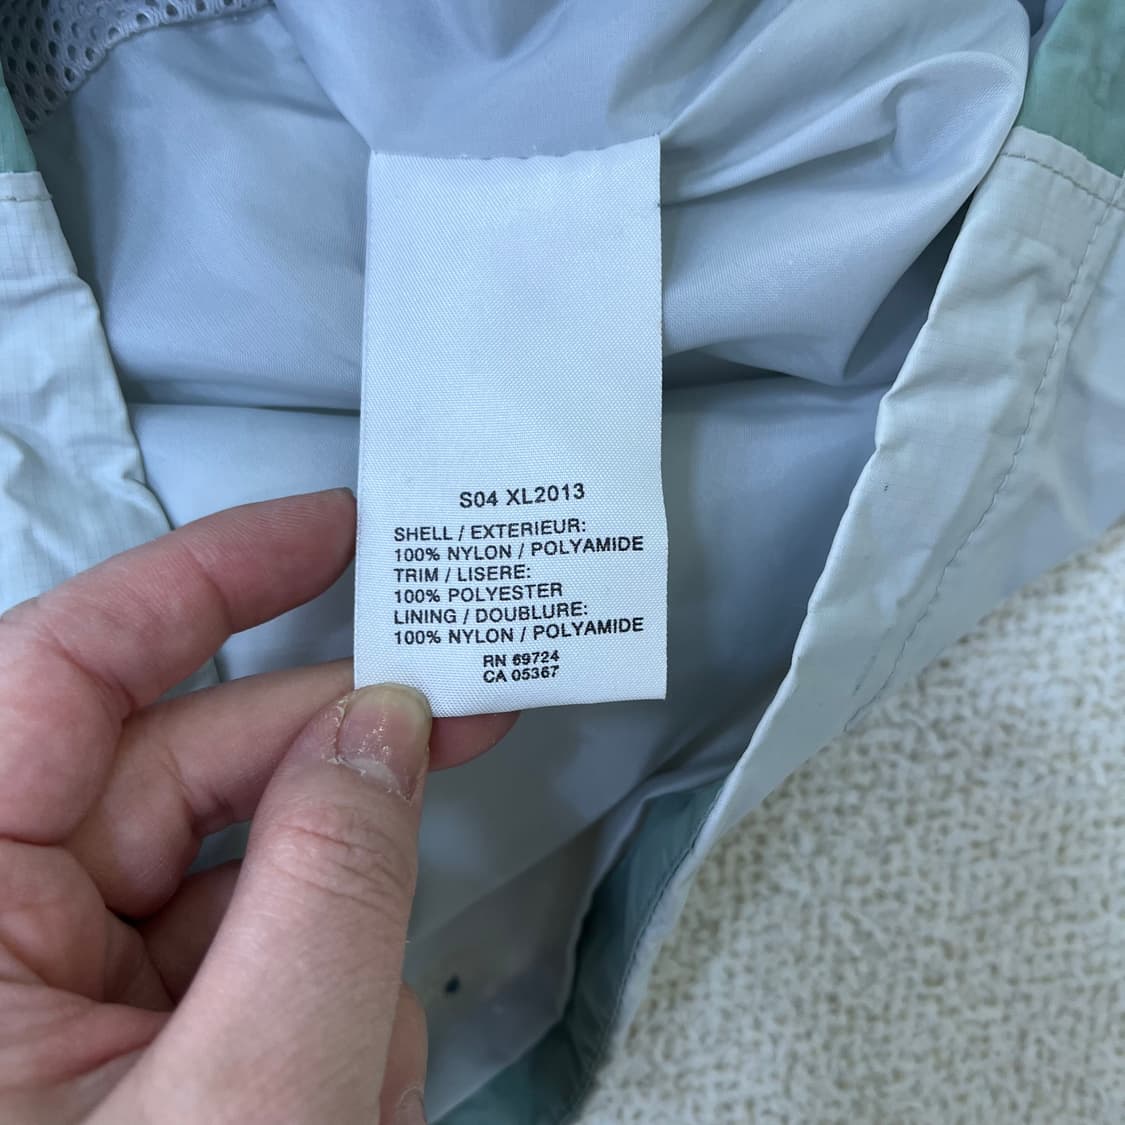 S04 XL2013
SHELL / EXTERIEUR:
100% NYLON / POLYAMIDE
TRIM / LISERE:
100% POLYESTER
LINING / DOUBLURE:
100% NYLON / POLYAMIDE
RN 69724
CA 05367